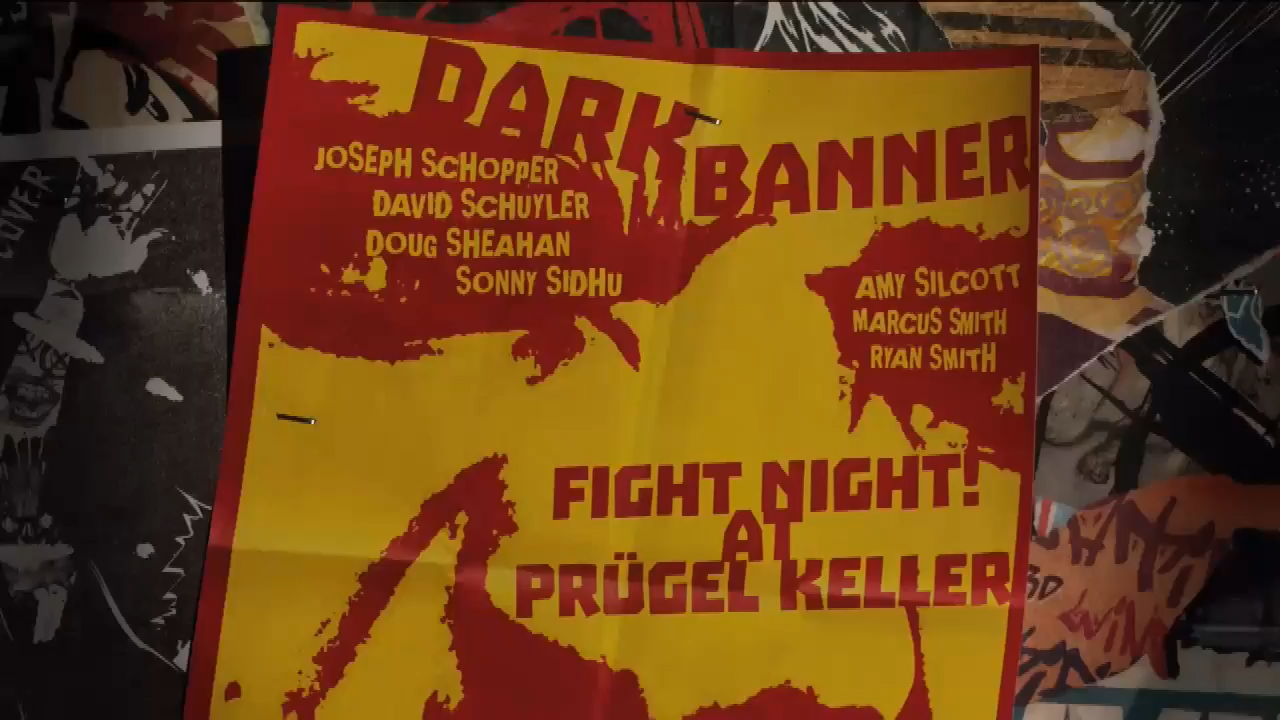 DARK BANNER
JOSEPH SCHOPPER
DAVID SCHUYLER
DOUG SHEAHAN
SONNY SIDHU
AMY SILCOTT
MARCUS SMITH
RYAN SMITH
FIGHT NIGHT!
AT
PRÜGEL KELLER
COVER